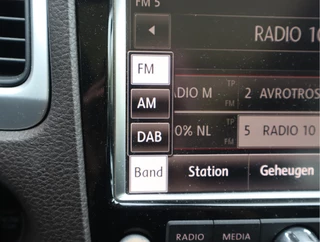 FM 5
RADIO 10
FM
AM
TP
DIO M 2 FM AVROTROS
DAB
TP
0% NL 5 FM RADIO 10
Band Station Geheugen
RADIO MEDIA